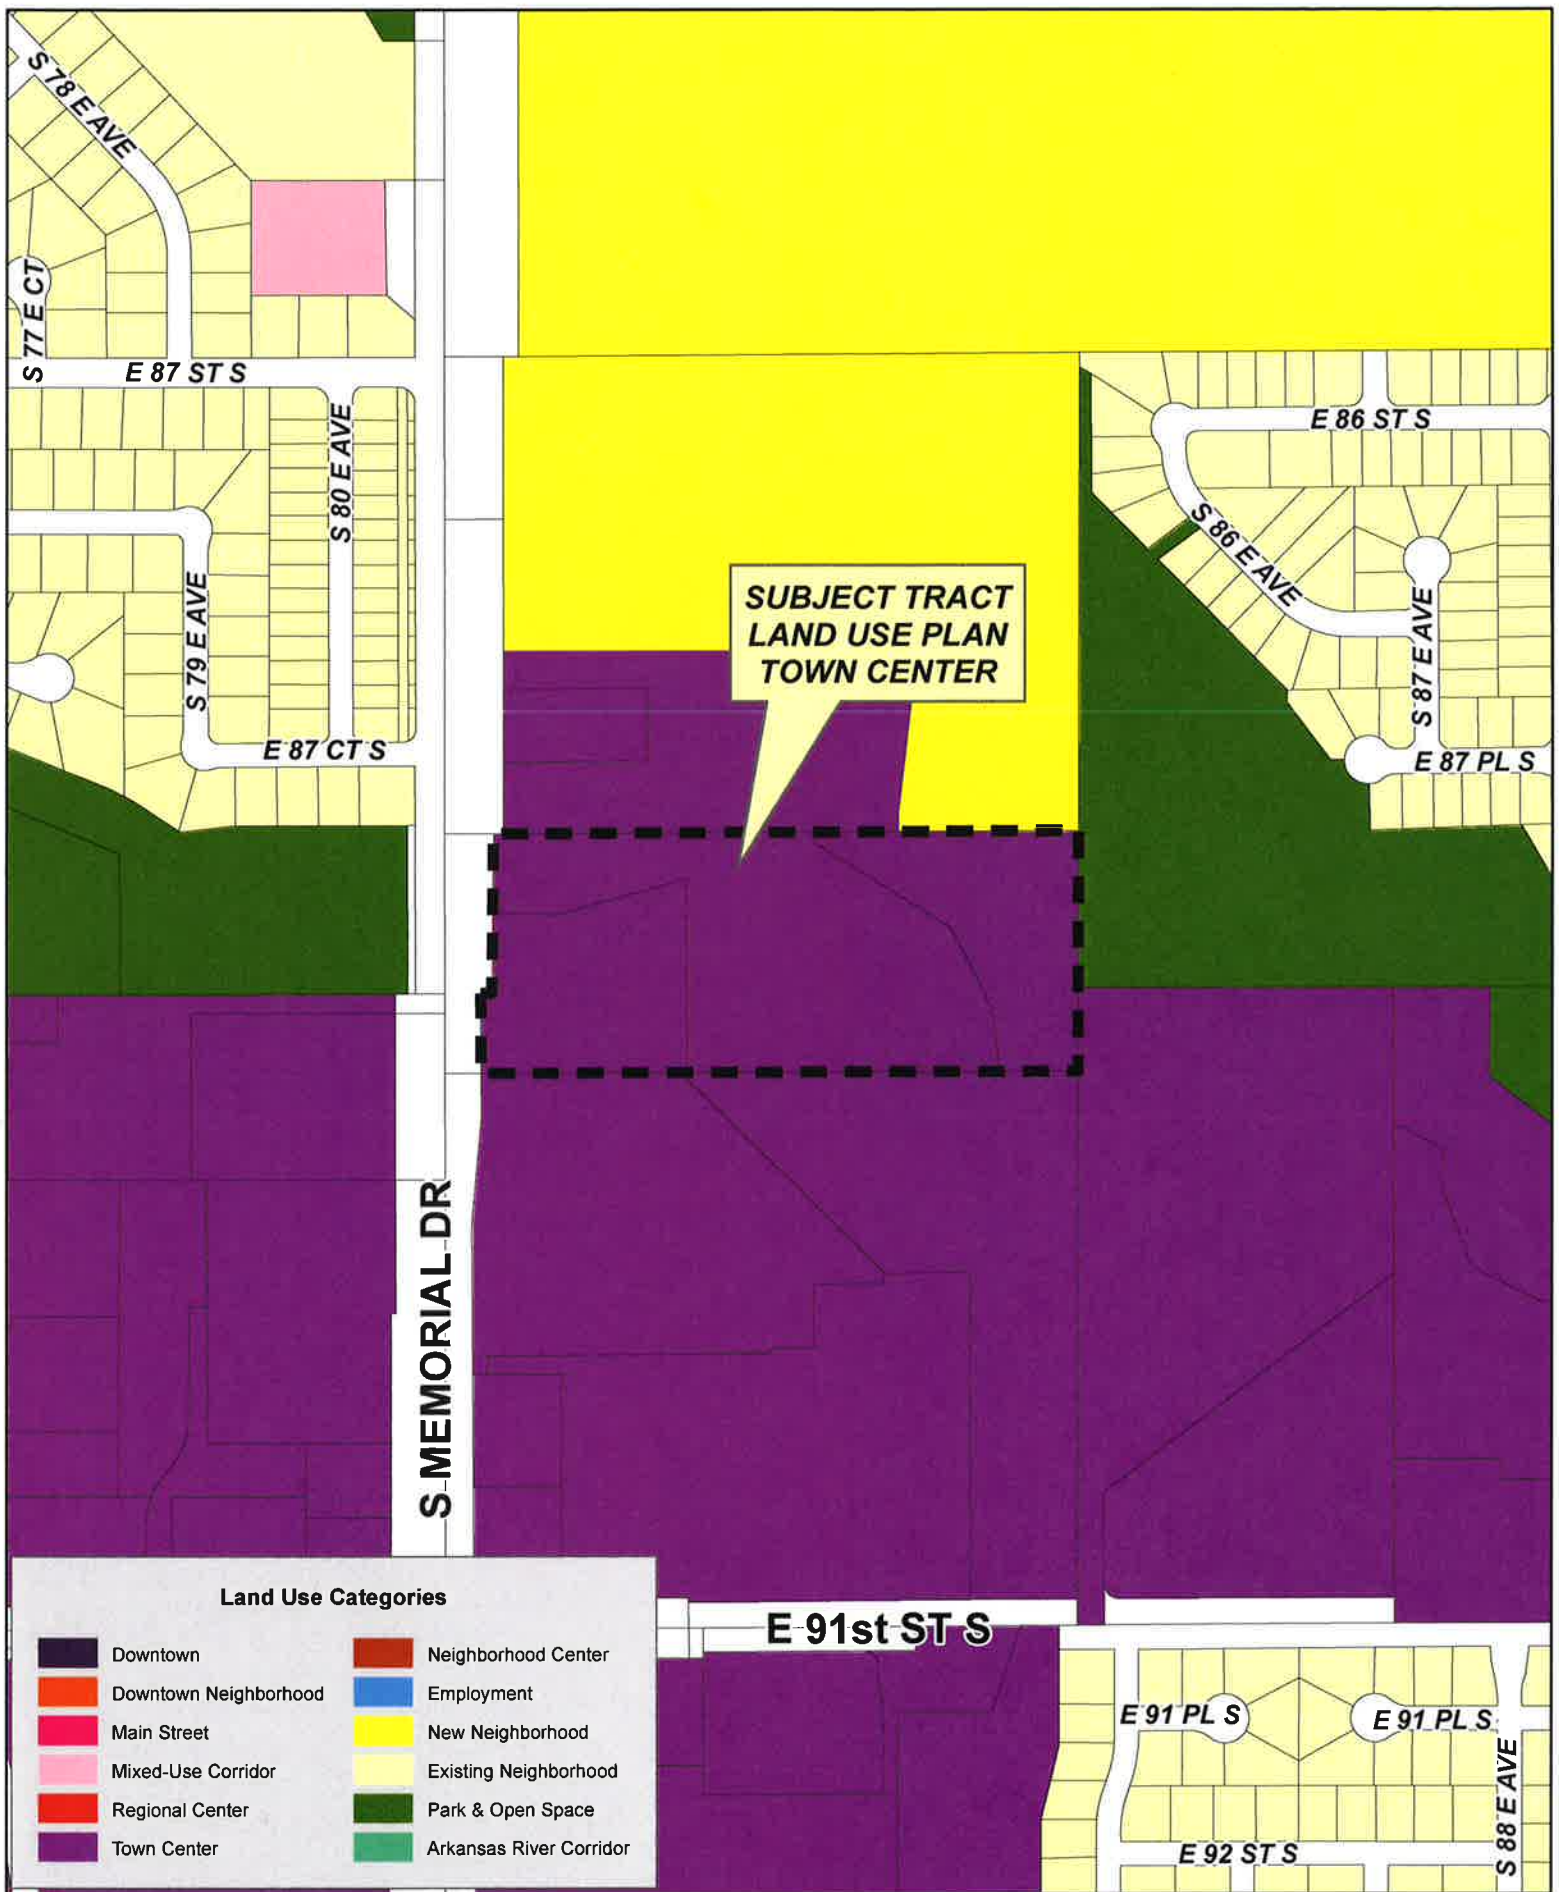 S 78 E AVE
S 77 E CT
E 87 ST S
S 80 E AVE
S 79 E AVE
E 87 CT S
E 86 ST S
S 86 E AVE
S 87 E AVE
E 87 PL S
SUBJECT TRACT
LAND USE PLAN
TOWN CENTER
S MEMORIAL DR
E 91st ST S
E 91 PL S
E 91 PL S
S 88 E AVE
E 92 ST S
Land Use Categories
Downtown
Downtown Neighborhood
Main Street
Mixed-Use Corridor
Regional Center
Town Center
Neighborhood Center
Employment
New Neighborhood
Existing Neighborhood
Park & Open Space
Arkansas River Corridor